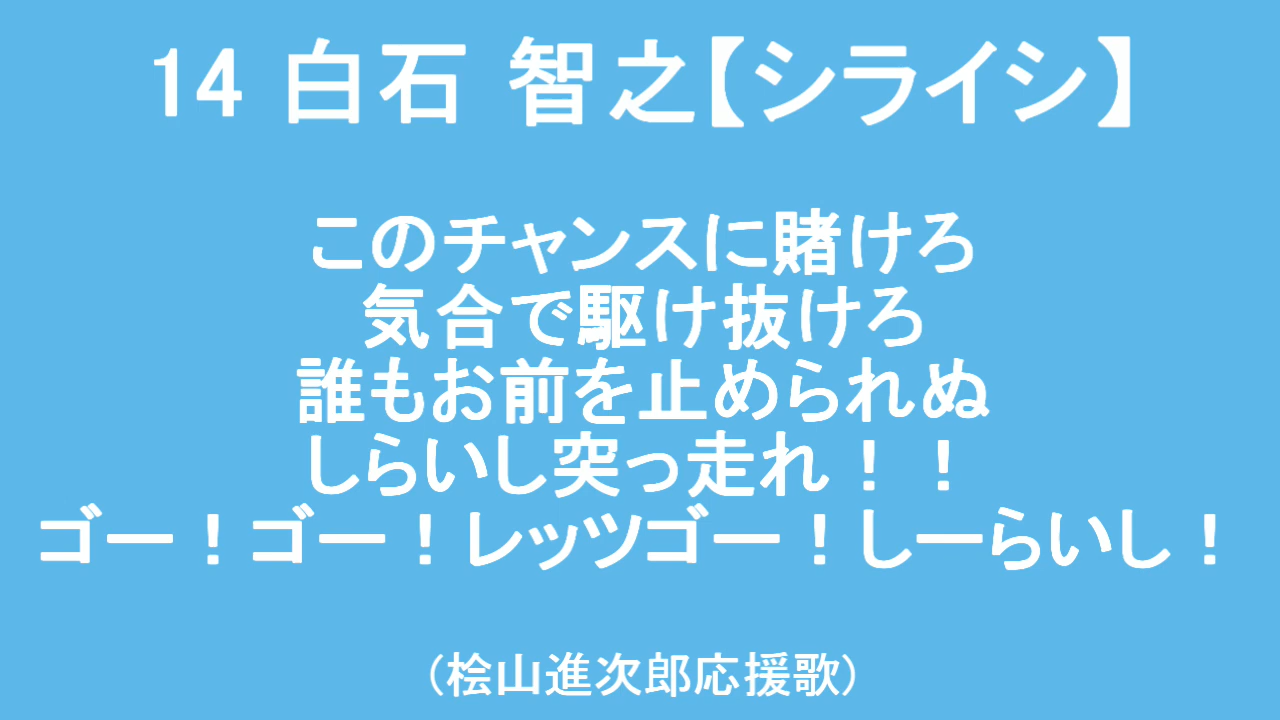 14 白石 智之【シライシ】
このチャンスに賭けろ
気合で駆け抜けろ
誰もお前を止められぬ
しらいし突っ走れ！！
ゴー！ゴー！レッツゴー！しーらいし！
(桧山進次郎応援歌)